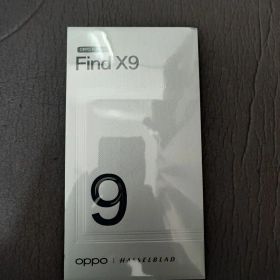 Find X9
9
oppo | HASSELBLAD